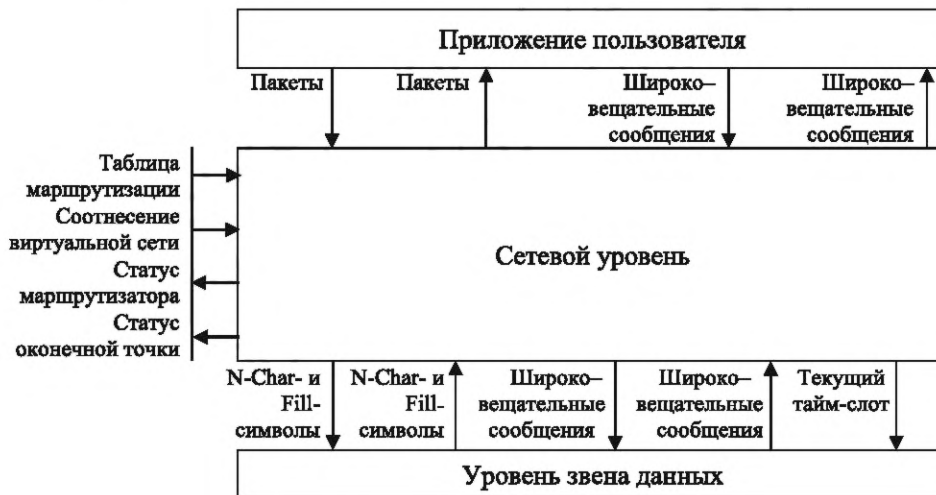 Приложение пользователя
Пакеты
Пакеты
Широко–
вещательные
сообщения
Широко–
вещательные
сообщения
Таблица
маршрутизации
Соотнесение
виртуальной сети
Статус
маршрутизатора
Статус
оконечной точки
Сетевой уровень
N-Char- и
Fill-
символы
N-Char- и
Fill-
символы
Широко–
вещательные
сообщения
Широко–
вещательные
сообщения
Текущий
тайм-слот
Уровень звена данных